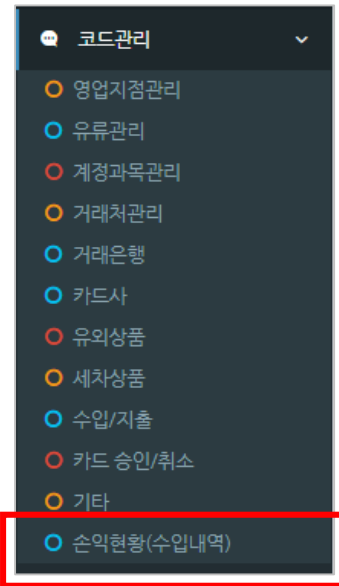 코드관리
영업지점관리
유류관리
계정과목관리
거래처관리
거래은행
카드사
유외상품
세차상품
수입/지출
카드 승인/취소
기타
손익현황(수입내역)